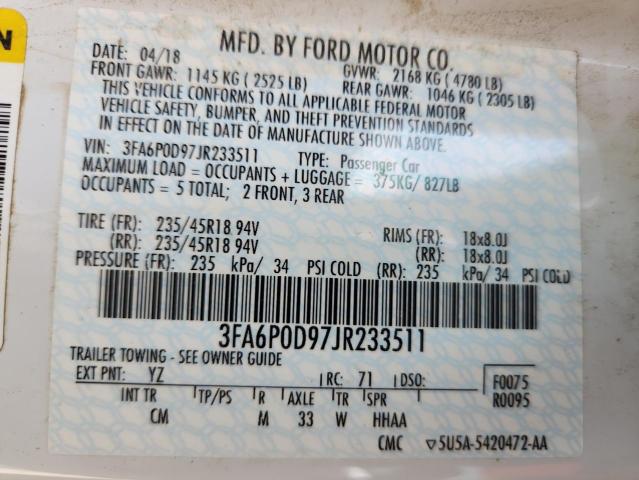 N
MFD. BY FORD MOTOR CO.
DATE: 04/18 GVWR: 2168 KG ( 4780 LB)
FRONT GAWR: 1145 KG ( 2525 LB) REAR GAWR: 1046 KG ( 2305 LB)
THIS VEHICLE CONFORMS TO ALL APPLICABLE FEDERAL MOTOR
VEHICLE SAFETY, BUMPER, AND THEFT PREVENTION STANDARDS
IN EFFECT ON THE DATE OF MANUFACTURE SHOWN ABOVE.
VIN: 3FA6P0D97JR233511 TYPE: Passenger Car
MAXIMUM LOAD = OCCUPANTS + LUGGAGE = 375KG/ 827LB
OCCUPANTS = 5 TOTAL; 2 FRONT, 3 REAR
TIRE (FR): 235/45R18 94V RIMS (FR): 18x8.0J
(RR): 235/45R18 94V (RR): 18x8.0J
PRESSURE (FR): 235 kPa/ 34 PSI COLD (RR): 235 kPa/ 34 PSI COLD
3FA6P0D97JR233511
TRAILER TOWING - SEE OWNER GUIDE
EXT PNT: YZ RC: 71 DSO: F0075
INT TR TP/PS R AXLE TR SPR R0095
CM M 33 W HHAA
CMC ▽5U5A-5420472-AA